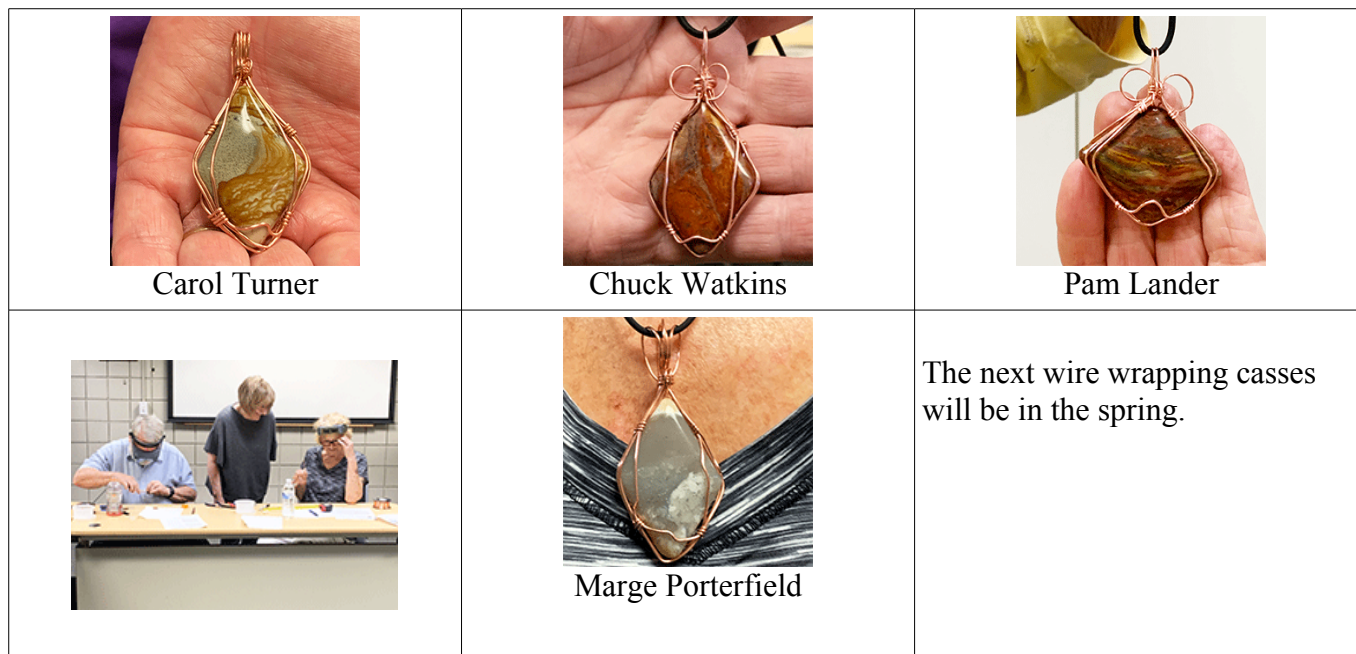 Carol Turner
Chuck Watkins
Pam Lander
Marge Porterfield
The next wire wrapping casses
will be in the spring.